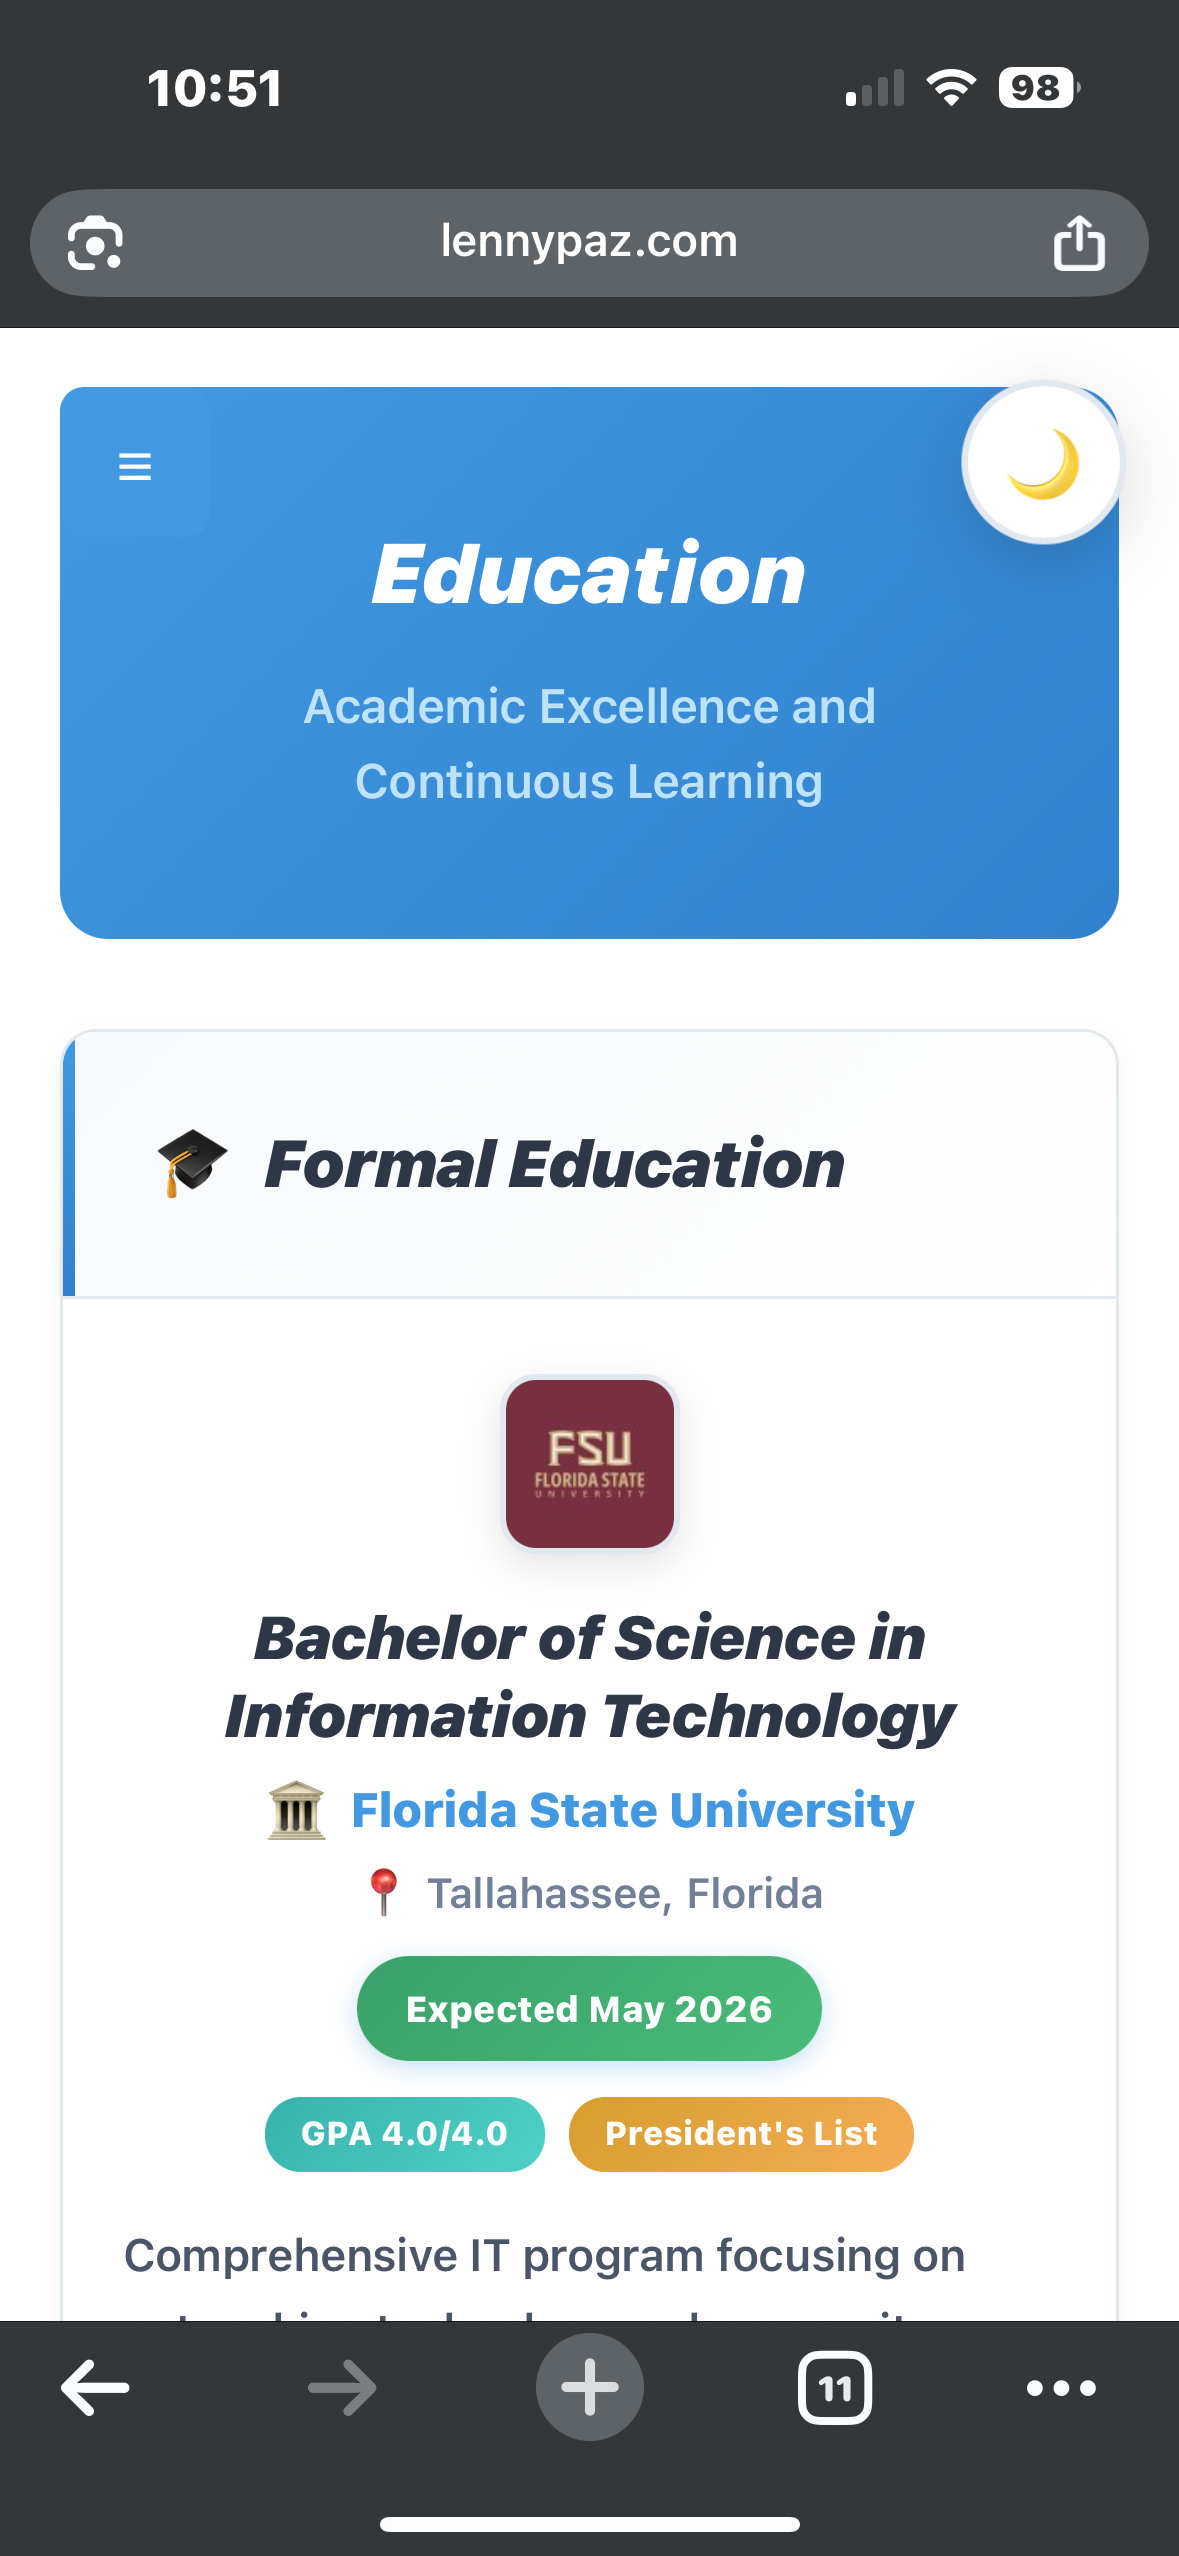 10:51
98
lennypaz.com
Education
Academic Excellence and
Continuous Learning
Formal Education
FSU
FLORIDA STATE
UNIVERSITY
Bachelor of Science in
Information Technology
Florida State University
Tallahassee, Florida
Expected May 2026
GPA 4.0/4.0
President's List
Comprehensive IT program focusing on
11